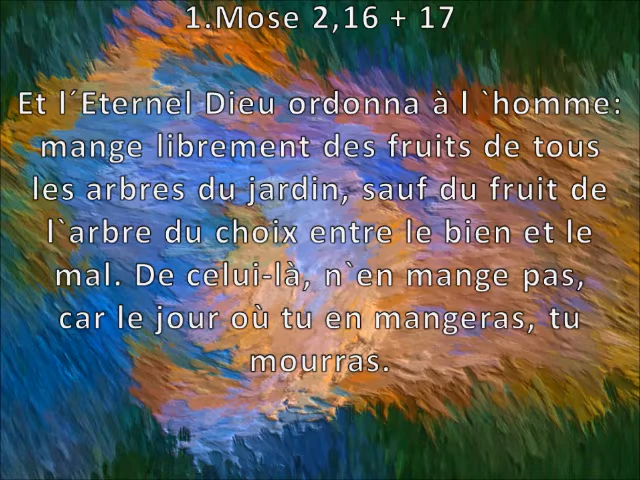 1.Mose 2,16 + 17
Et l´Eternel Dieu ordonna à l `homme:
mange librement des fruits de tous
les arbres du jardin, sauf du fruit de
l`arbre du choix entre le bien et le
mal. De celui-là, n`en mange pas,
car le jour où tu en mangeras, tu
mourras.